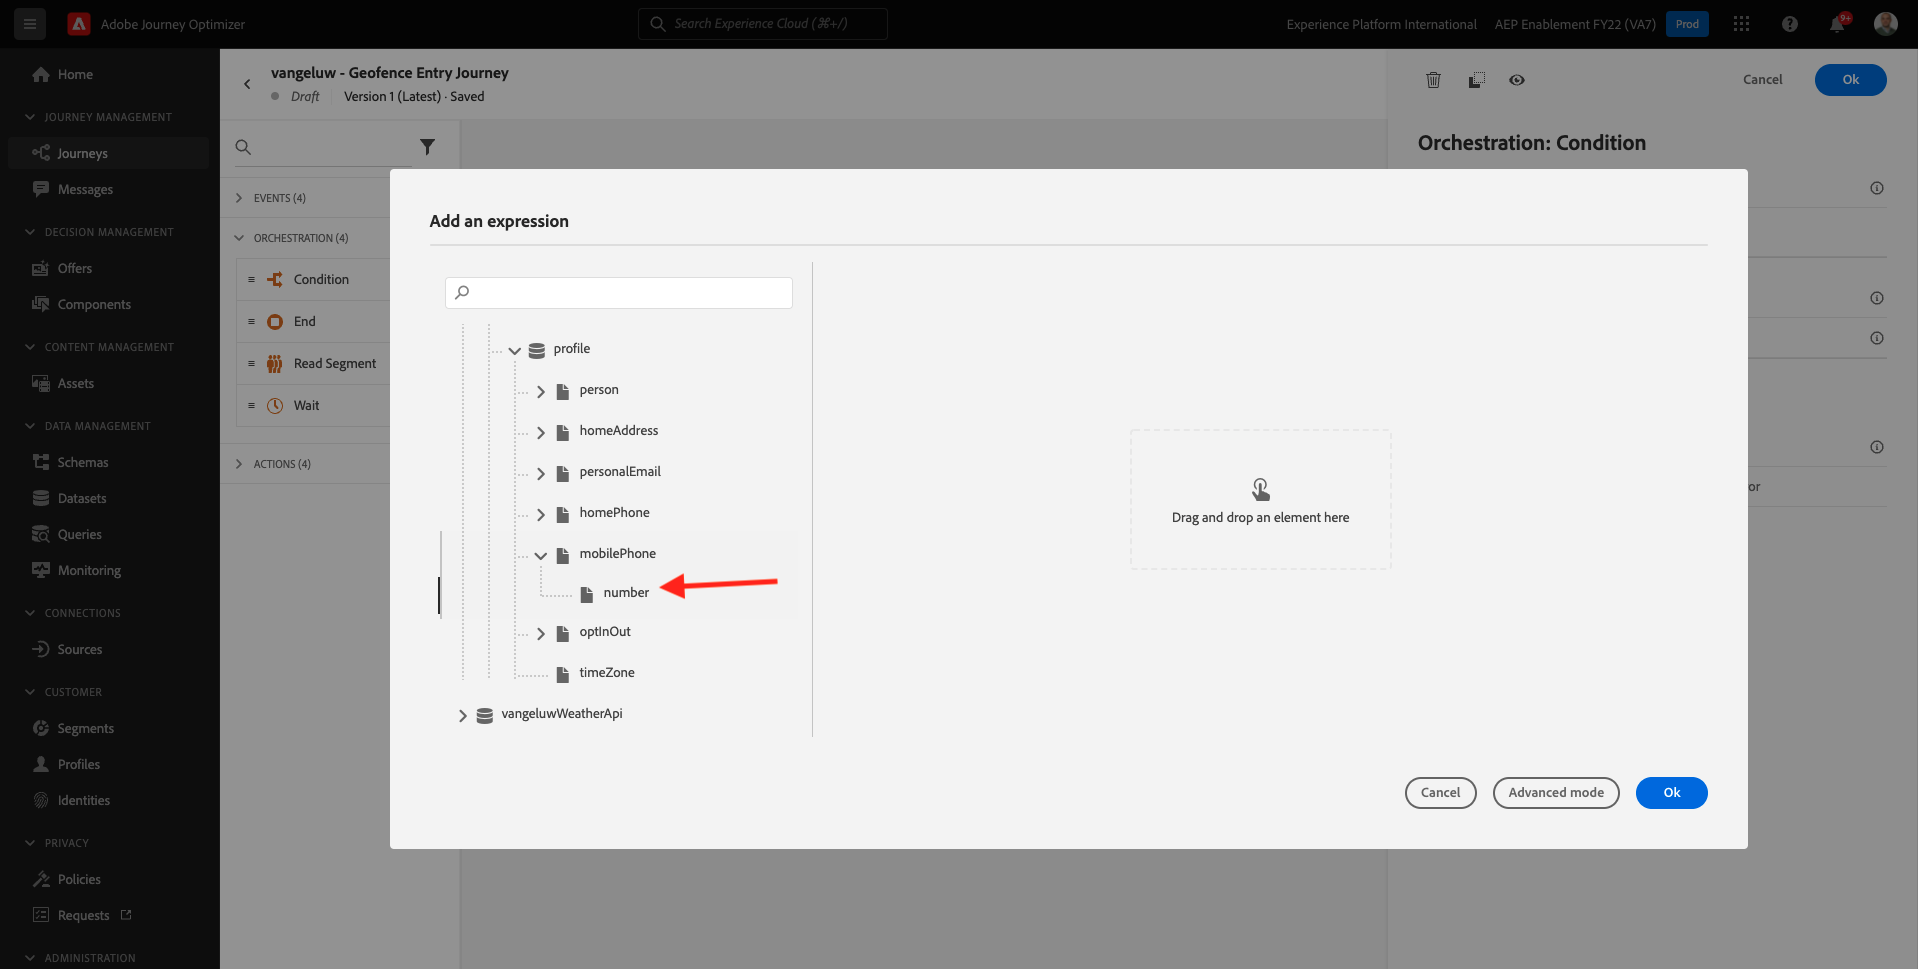 Adobe Journey Optimizer
Search Experience Cloud (⌘+/)
Experience Platform International
AEP Enablement FY22 (VA7)
Prod
9+
Home
JOURNEY MANAGEMENT
Journeys
Messages
DECISION MANAGEMENT
Offers
Components
CONTENT MANAGEMENT
Assets
DATA MANAGEMENT
Schemas
Datasets
Queries
Monitoring
CONNECTIONS
Sources
CUSTOMER
Segments
Profiles
Identities
PRIVACY
Policies
Requests
ADMINISTRATION
vangeluw - Geofence Entry Journey
Draft
Version 1 (Latest) · Saved
EVENTS (4)
ORCHESTRATION (4)
Condition
End
Read Segment
Wait
ACTIONS (4)
Cancel
Ok
Orchestration: Condition
or
Add an expression
profile
person
homeAddress
personalEmail
homePhone
mobilePhone
number
optInOut
timeZone
vangeluwWeatherApi
Drag and drop an element here
Cancel
Advanced mode
Ok